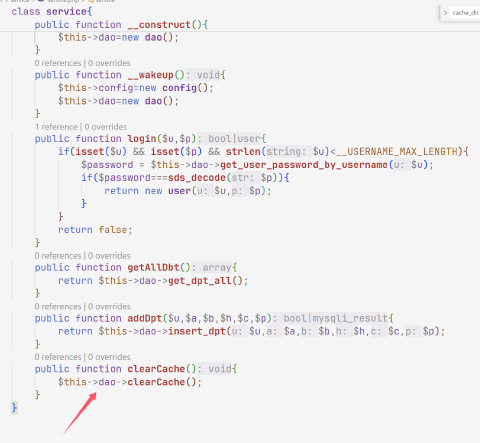 service.php
service
cache_dir
class service{
public function __construct(){
$this->dao=new dao();
}
0 references | 0 overrides
public function __wakeup(): void{
$this->config=new config();
$this->dao=new dao();
}
1 reference | 0 overrides
public function login($u,$p): bool|user{
if(isset($u) && isset($p) && strlen(string: $u)<__USERNAME_MAX_LENGTH){
$password = $this->dao->get_user_password_by_username(u: $u);
if($password===sds_decode(str: $p)){
return new user(u: $u,p: $p);
}
}
return false;
}
0 references | 0 overrides
public function getAllDbt(): array{
return $this->dao->get_dpt_all();
}
0 references | 0 overrides
public function addDpt($u,$a,$b,$h,$c,$p): bool|mysqli_result{
return $this->dao->insert_dpt(u: $u,a: $a,b: $b,h: $h,c: $c,p: $p);
}
0 references | 0 overrides
public function clearCache(): void{
$this->dao->clearCache();
}
}